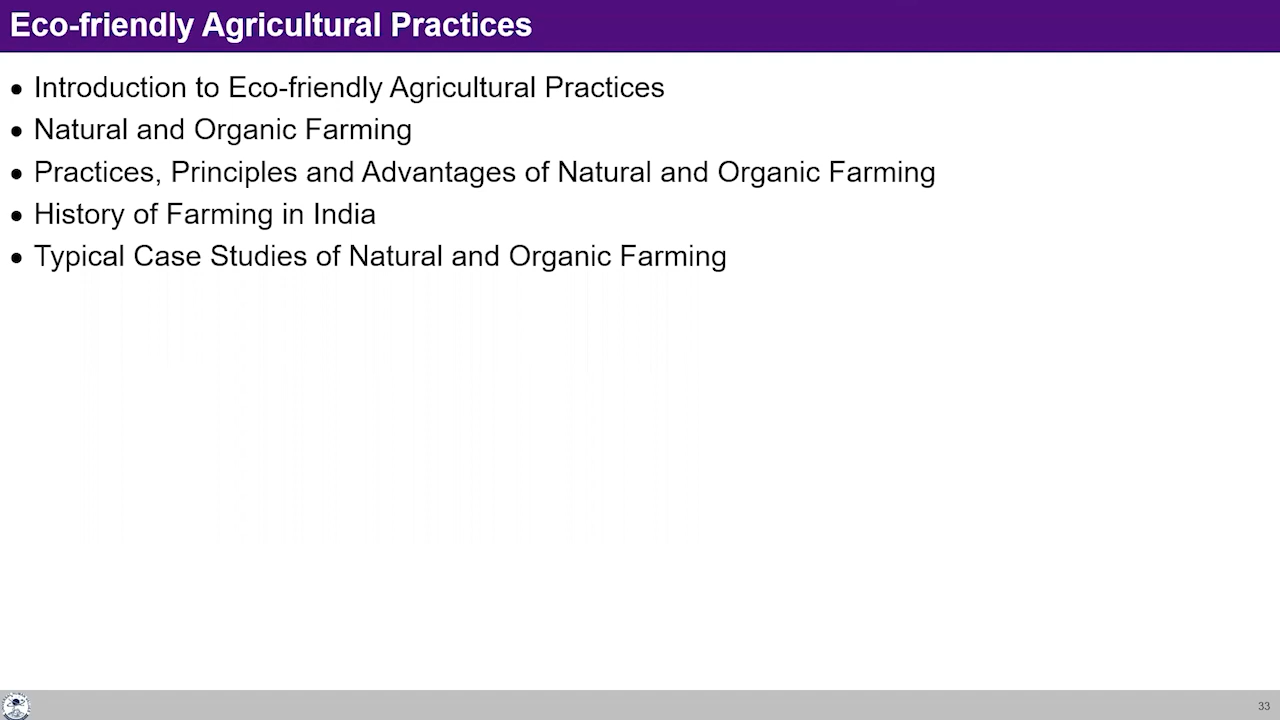 Eco-friendly Agricultural Practices
• Introduction to Eco-friendly Agricultural Practices
• Natural and Organic Farming
• Practices, Principles and Advantages of Natural and Organic Farming
• History of Farming in India
• Typical Case Studies of Natural and Organic Farming
33